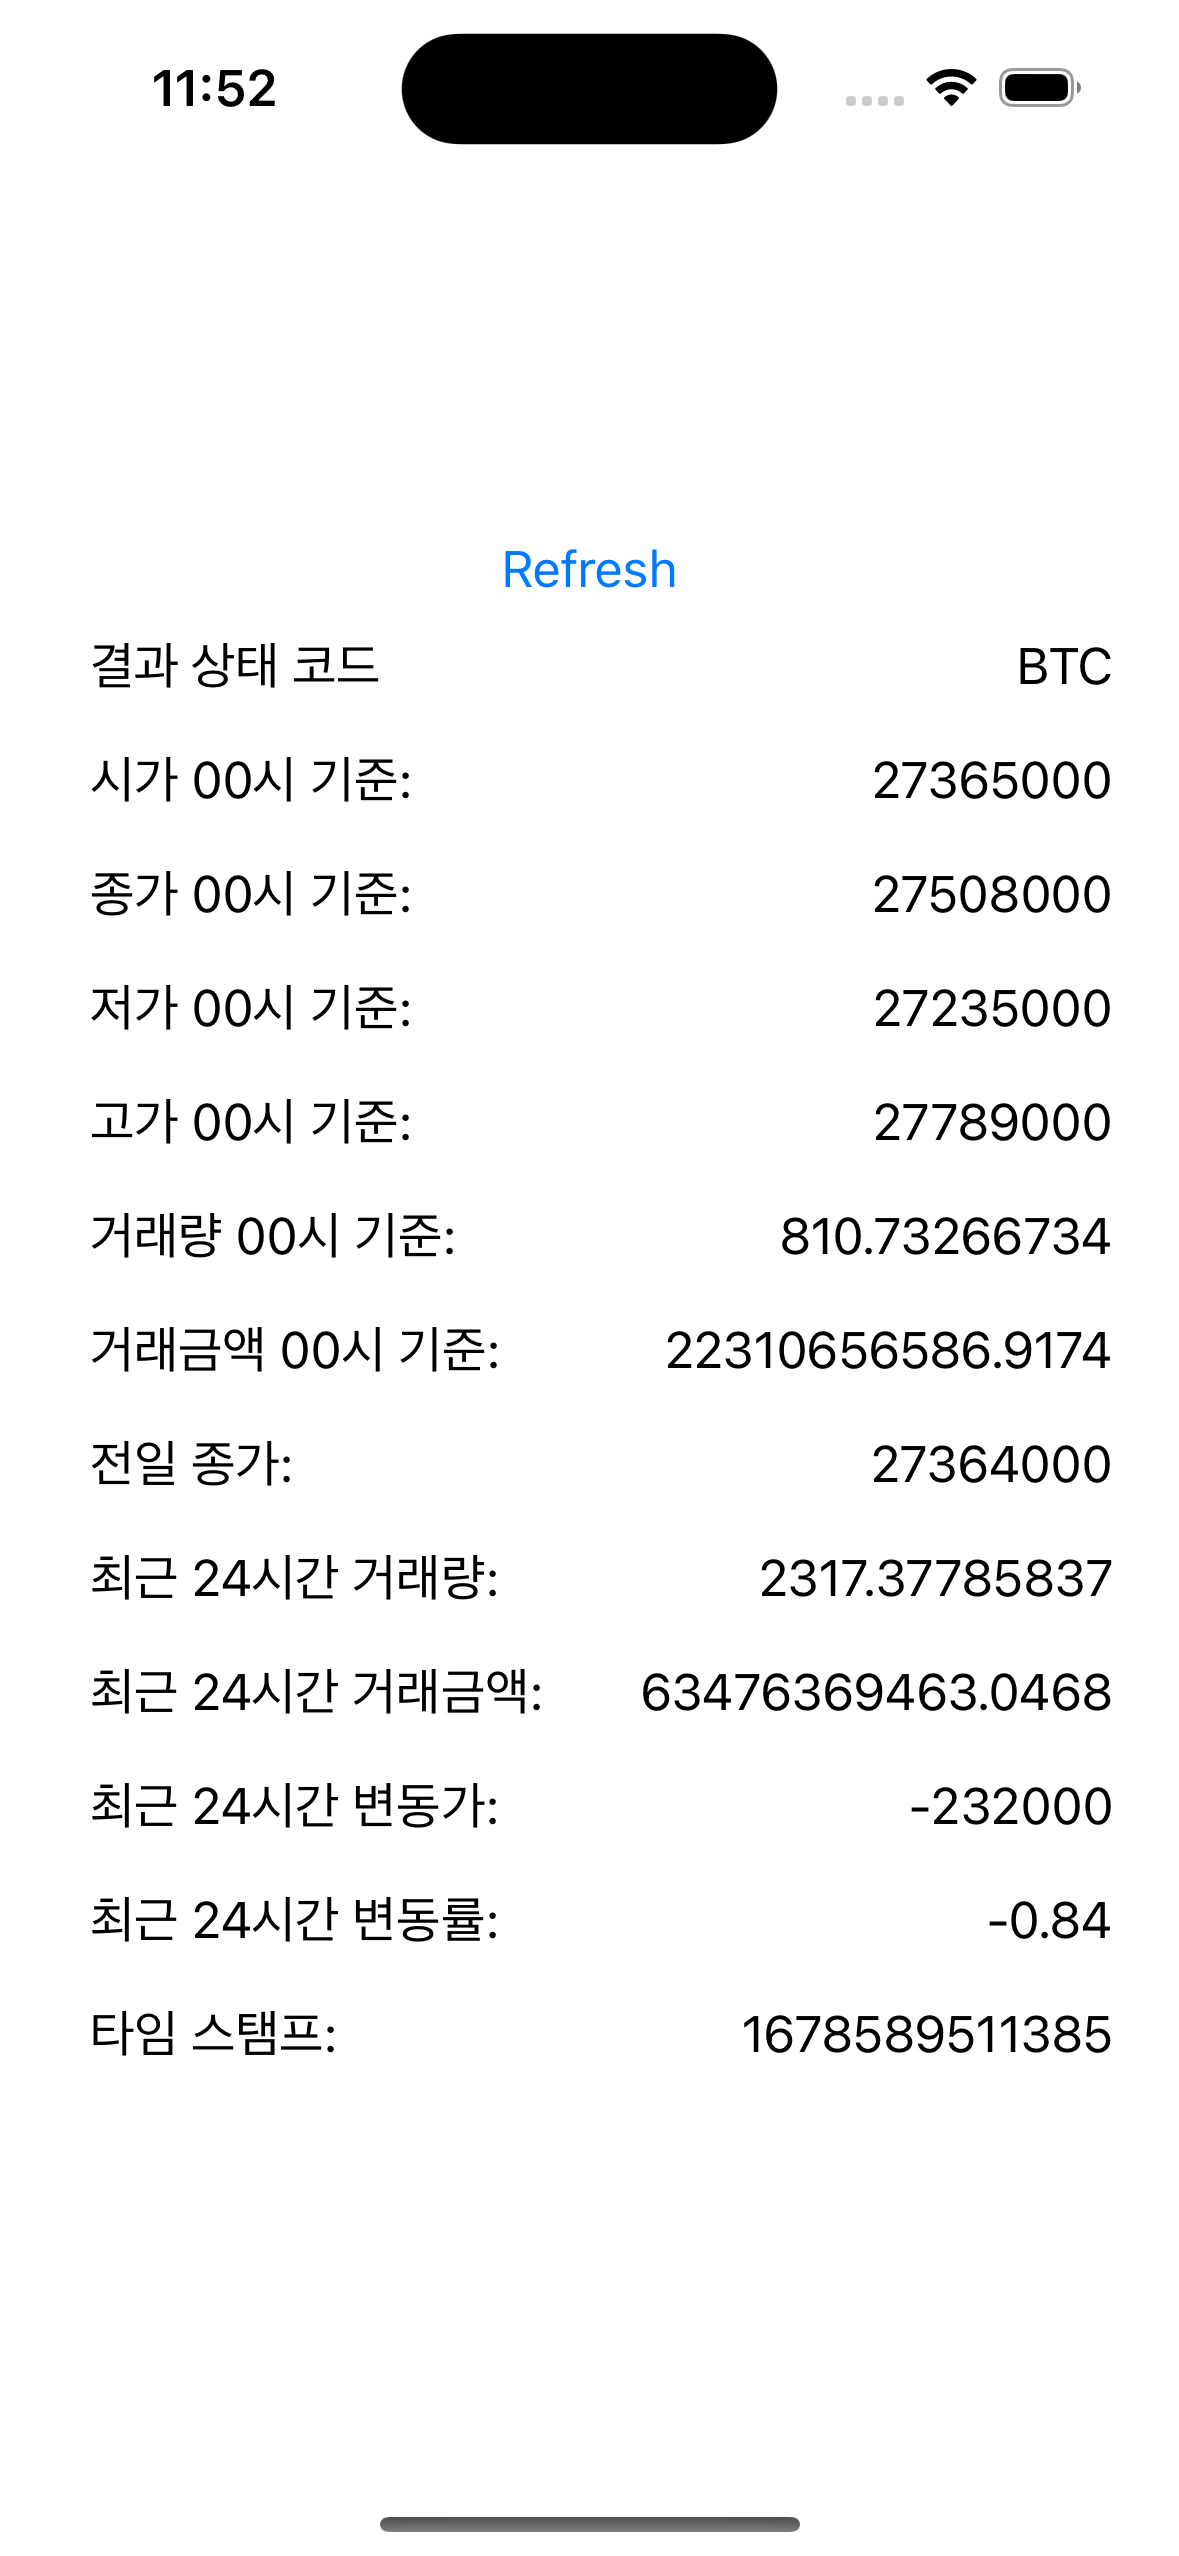 11:52
Refresh
결과 상태 코드 BTC
시가 00시 기준: 27365000
종가 00시 기준: 27508000
저가 00시 기준: 27235000
고가 00시 기준: 27789000
거래량 00시 기준: 810.73266734
거래금액 00시 기준: 22310656586.9174
전일 종가: 27364000
최근 24시간 거래량: 2317.37785837
최근 24시간 거래금액: 63476369463.0468
최근 24시간 변동가: -232000
최근 24시간 변동률: -0.84
타임 스탬프: 1678589511385